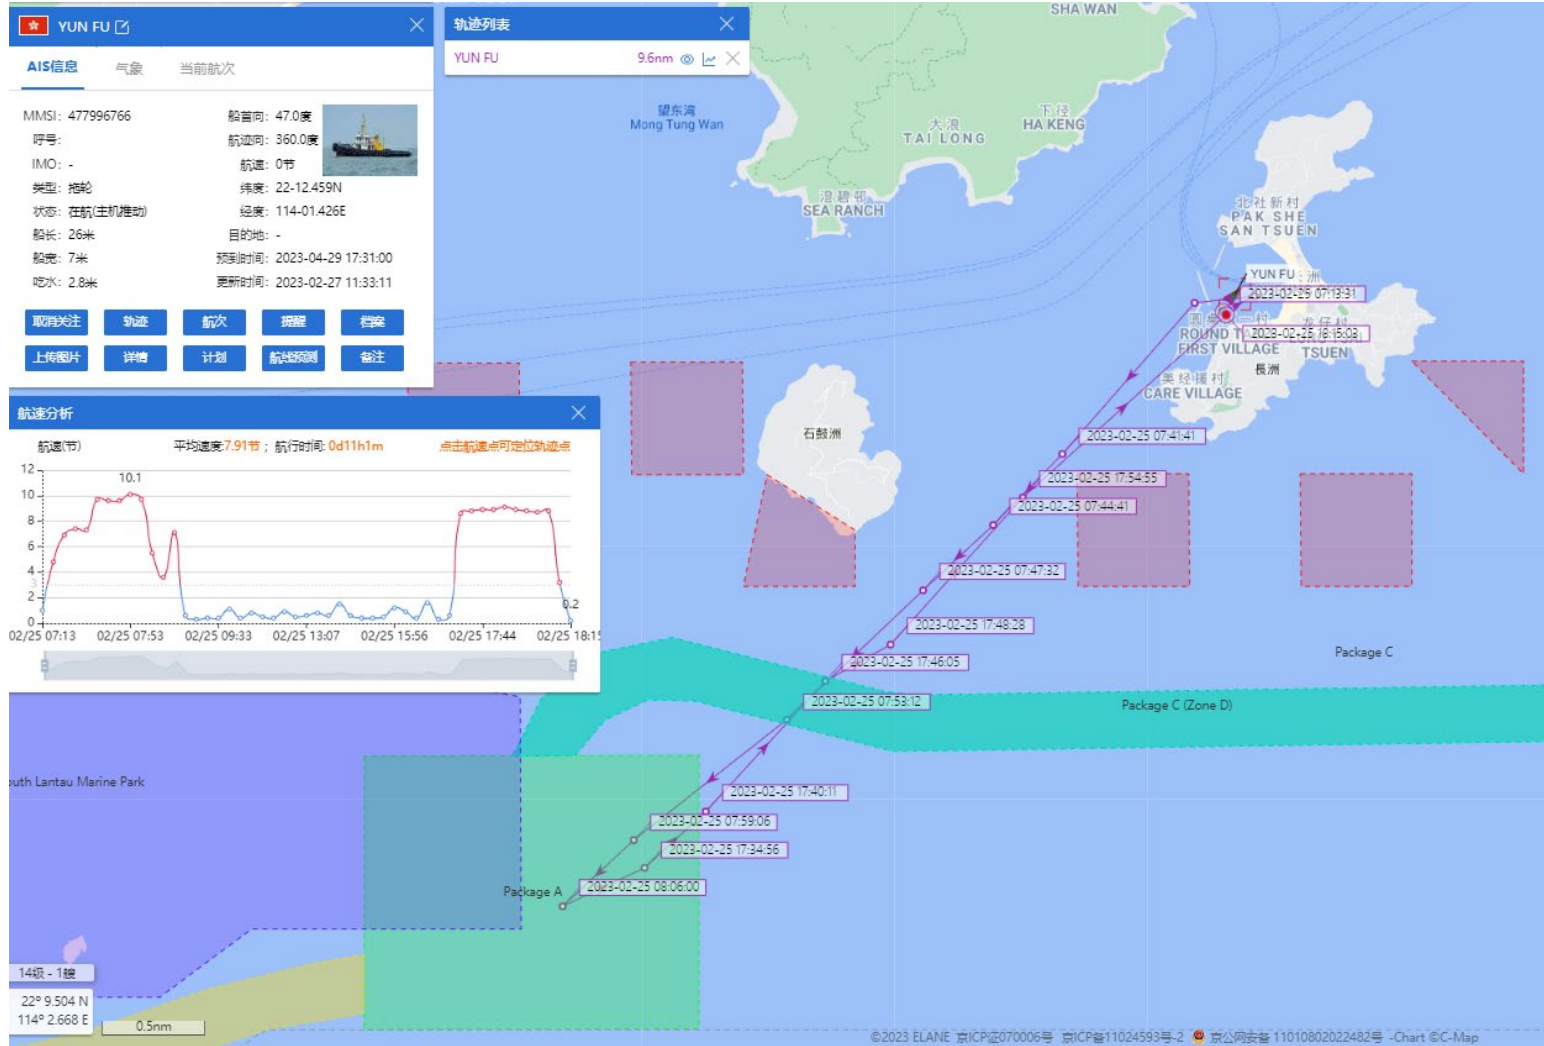 YUN FU
AIS信息 气象 当前航次
MMSI: 477996766 船首向: 47.0度
呼号: 航迹向: 360.0度
IMO: - 航速: 0节
类型: 拖轮 纬度: 22-12.459N
状态: 在航(主机推动) 经度: 114-01.426E
船长: 26米 目的地: -
船宽: 7米 预到时间: 2023-04-29 17:31:00
吃水: 2.8米 更新时间: 2023-02-27 11:33:11
取消关注 轨迹 航次 提醒 档案
上传图片 详情 计划 航线预测 备注
轨迹列表
YUN FU 9.6nm
航速分析
航速(节) 平均速度:7.91节 ; 航行时间: 0d11h1m 点击航速点可定位轨迹点
12
10
8
6
4
3
2
0
10.1
0.2
02/25 07:13 02/25 07:53 02/25 09:33 02/25 13:07 02/25 15:56 02/25 17:44 02/25 18:15
SHA WAN
望东湾
Mong Tung Wan
大浪
TAI LONG
下径
HA KENG
澄碧邨
SEA RANCH
北社新村
PAK SHE
SAN TSUEN
YUN FU
洲
2023-02-25 07:13:31
2023-02-25 18:15:03
ROUND
FIRST VILLAGE
龙仔村
TSUEN
長洲
美经援村
CARE VILLAGE
石鼓洲
2023-02-25 07:41:41
2023-02-25 17:54:55
2023-02-25 07:44:41
2023-02-25 07:47:32
2023-02-25 17:48:28
2023-02-25 17:46:05
2023-02-25 07:53:12
Package C
Package C (Zone D)
outh Lantau Marine Park
2023-02-25 17:40:11
2023-02-25 07:59:06
2023-02-25 17:34:56
Package A
2023-02-25 08:06:00
14级 - 1艘
22º 9.504 N
114º 2.668 E
0.5nm
©2023 ELANE 京ICP证070006号 京ICP备11024593号-2 京公网安备 11010802022482号 -Chart ©C-Map